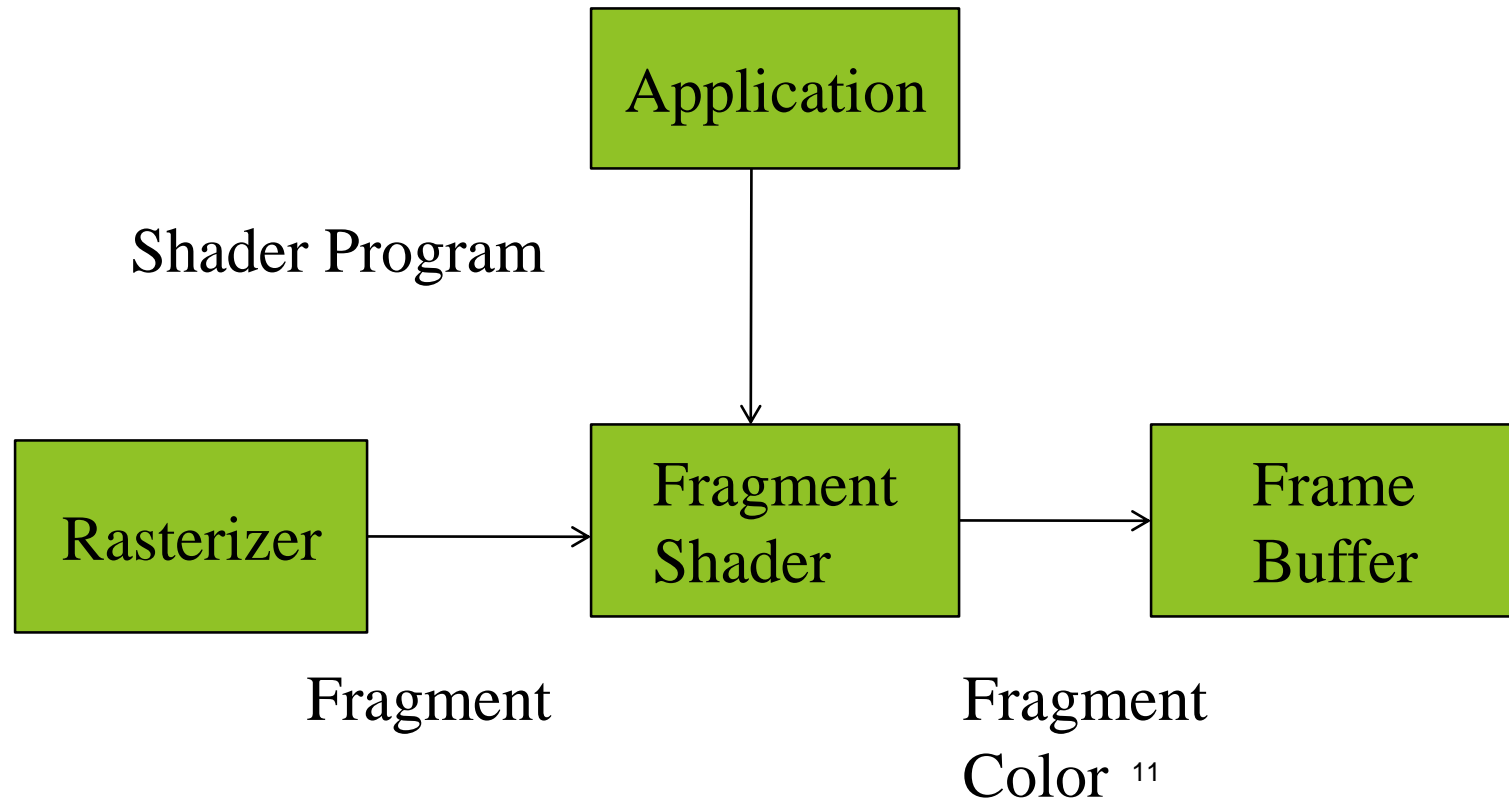 Application
Shader Program
Rasterizer
Fragment
Shader
Frame
Buffer
Fragment
Fragment
Color 11